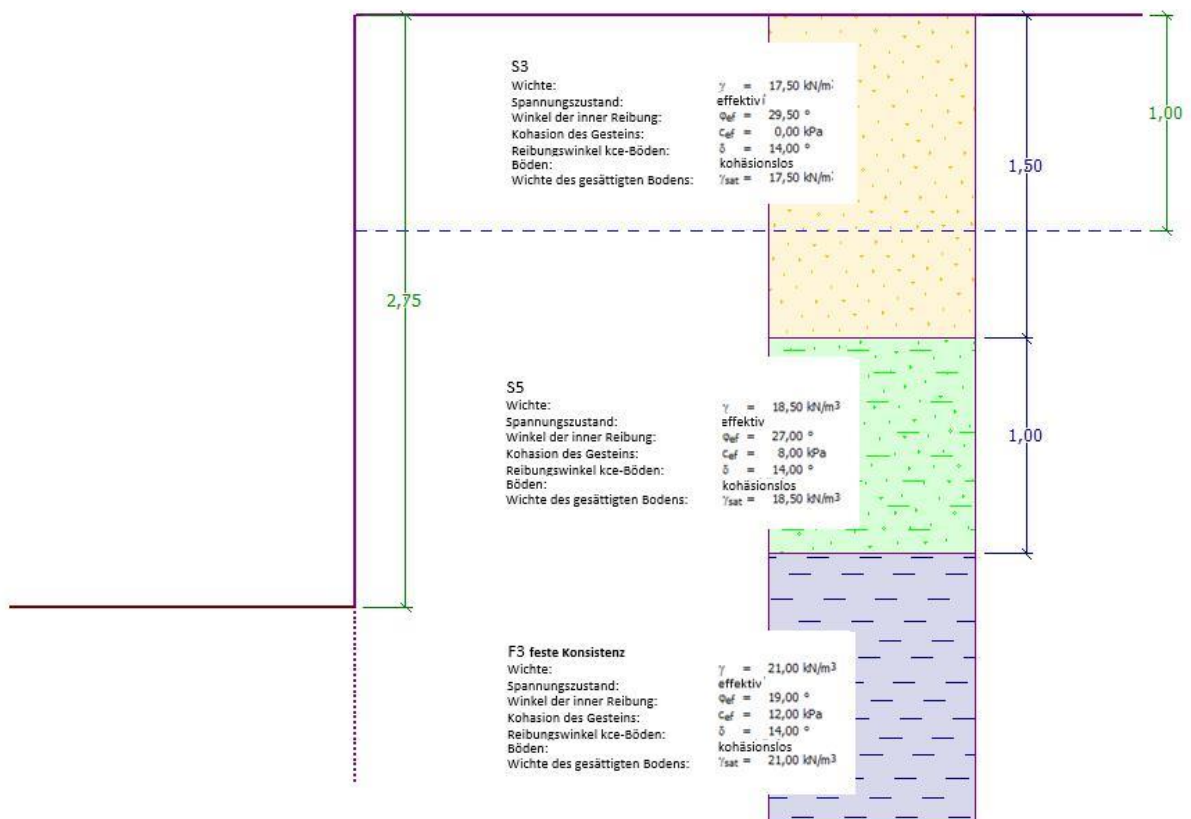 S3
Wichte: γ = 17,50 kN/m³
Spannungszustand: effektiv
Winkel der inner Reibung: φef = 29,50 °
Kohasion des Gesteins: cef = 0,00 kPa
Reibungswinkel kce-Böden: δ = 14,00 °
Böden: kohäsionslos
Wichte des gesättigten Bodens: γsat = 17,50 kN/m³
1,00
1,50
2,75
S5
Wichte: γ = 18,50 kN/m3
Spannungszustand: effektiv
Winkel der inner Reibung: φef = 27,00 °
Kohasion des Gesteins: cef = 8,00 kPa
Reibungswinkel kce-Böden: δ = 14,00 °
Böden: kohäsionslos
Wichte des gesättigten Bodens: γsat = 18,50 kN/m3
1,00
F3 feste Konsistenz
Wichte: γ = 21,00 kN/m3
Spannungszustand: effektiv
Winkel der inner Reibung: φef = 19,00 °
Kohasion des Gesteins: cef = 12,00 kPa
Reibungswinkel kce-Böden: δ = 14,00 °
Böden: kohäsionslos
Wichte des gesättigten Bodens: γsat = 21,00 kN/m3